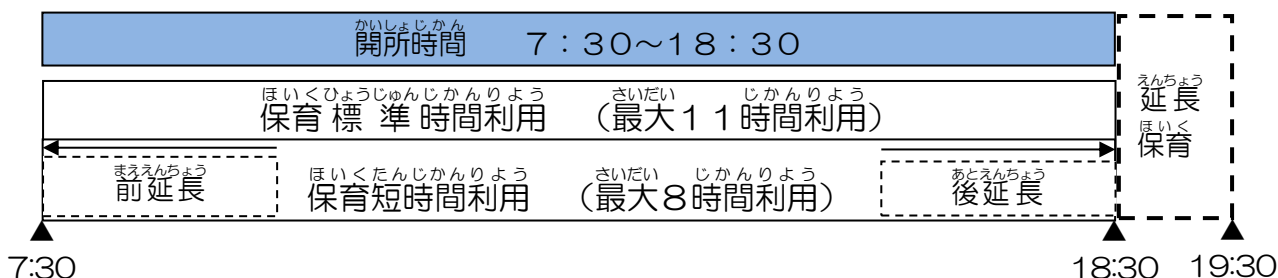 かいしょじかん
開所時間　７：３０～１８：３０
ほいくひょうじゅんじかんりよう　さいだい　じかんりよう
保育標準時間利用　（最大１１時間利用）
えんちょう
延長
ほいく
保育
まええんちょう
前延長
ほいくたんじかんりよう　さいだい　じかんりよう
保育短時間利用　（最大８時間利用）
あとえんちょう
後延長
7:30　18:30　19:30